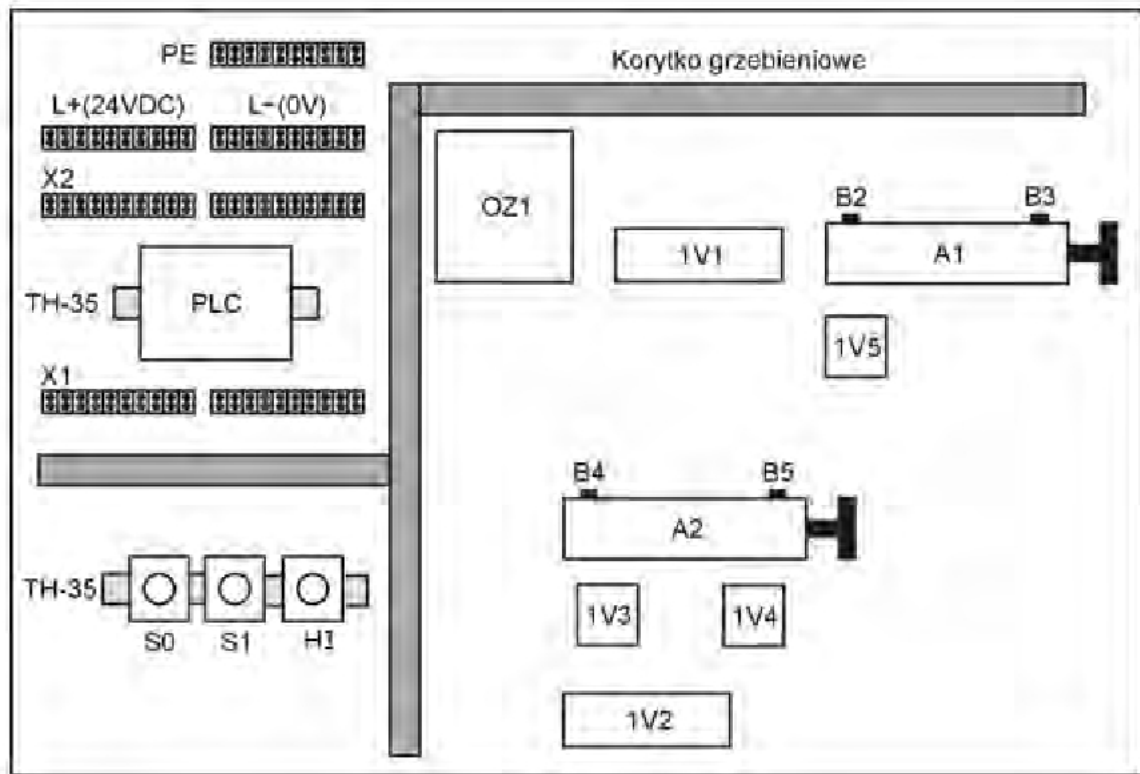 PE
Korytko grzebieniowe
L+(24VDC) L-(0V)
X2
OZ1
B2 B3
1V1
A1
TH-35
PLC
1V5
X1
B4 B5
A2
TH-35
1V3 1V4
S0 S1 H1
1V2